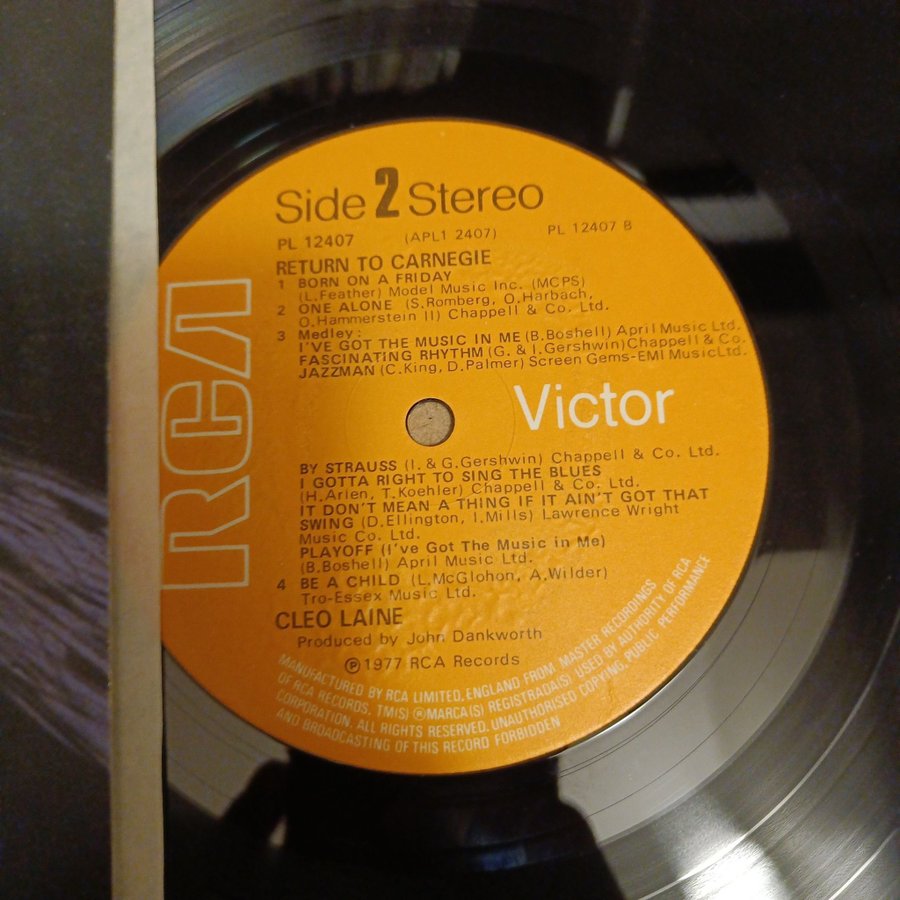 Side 2 Stereo
PL 12407 (APL1 2407) PL 12407 B
RETURN TO CARNEGIE
1 BORN ON A FRIDAY
(L.Feather) Model Music Inc. (MCPS)
2 ONE ALONE (S.Romberg, O.Harbach,
O.Hammerstein II) Chappell & Co. Ltd.
3 Medley:
I'VE GOT THE MUSIC IN ME (B.Boshell) April Music Ltd.
FASCINATING RHYTHM (G. & I.Gershwin) Chappell & Co.
JAZZMAN (C.King, D.Palmer) Screen Gems-EMI Music Ltd.
RCA
Victor
BY STRAUSS (I. & G.Gershwin) Chappell & Co. Ltd.
I GOTTA RIGHT TO SING THE BLUES
(H.Arlen, T.Koehler) Chappell & Co. Ltd.
IT DON'T MEAN A THING IF IT AIN'T GOT THAT
SWING (D.Ellington, I.Mills) Lawrence Wright
Music Co. Ltd.
PLAYOFF (I've Got The Music in Me)
(B.Boshell) April Music Ltd.
4 BE A CHILD (L.McGlohon, A.Wilder)
Tro-Essex Music Ltd.
CLEO LAINE
Produced by John Dankworth
Ⓟ1977 RCA Records
MANUFACTURED BY RCA LIMITED, ENGLAND FROM MASTER RECORDINGS
OF RCA RECORDS. TM(S) ® MARCA(S) REGISTRADA(S) USED BY AUTHORITY OF RCA
CORPORATION. ALL RIGHTS RESERVED. UNAUTHORISED COPYING, PUBLIC PERFORMANCE
AND BROADCASTING OF THIS RECORD FORBIDDEN